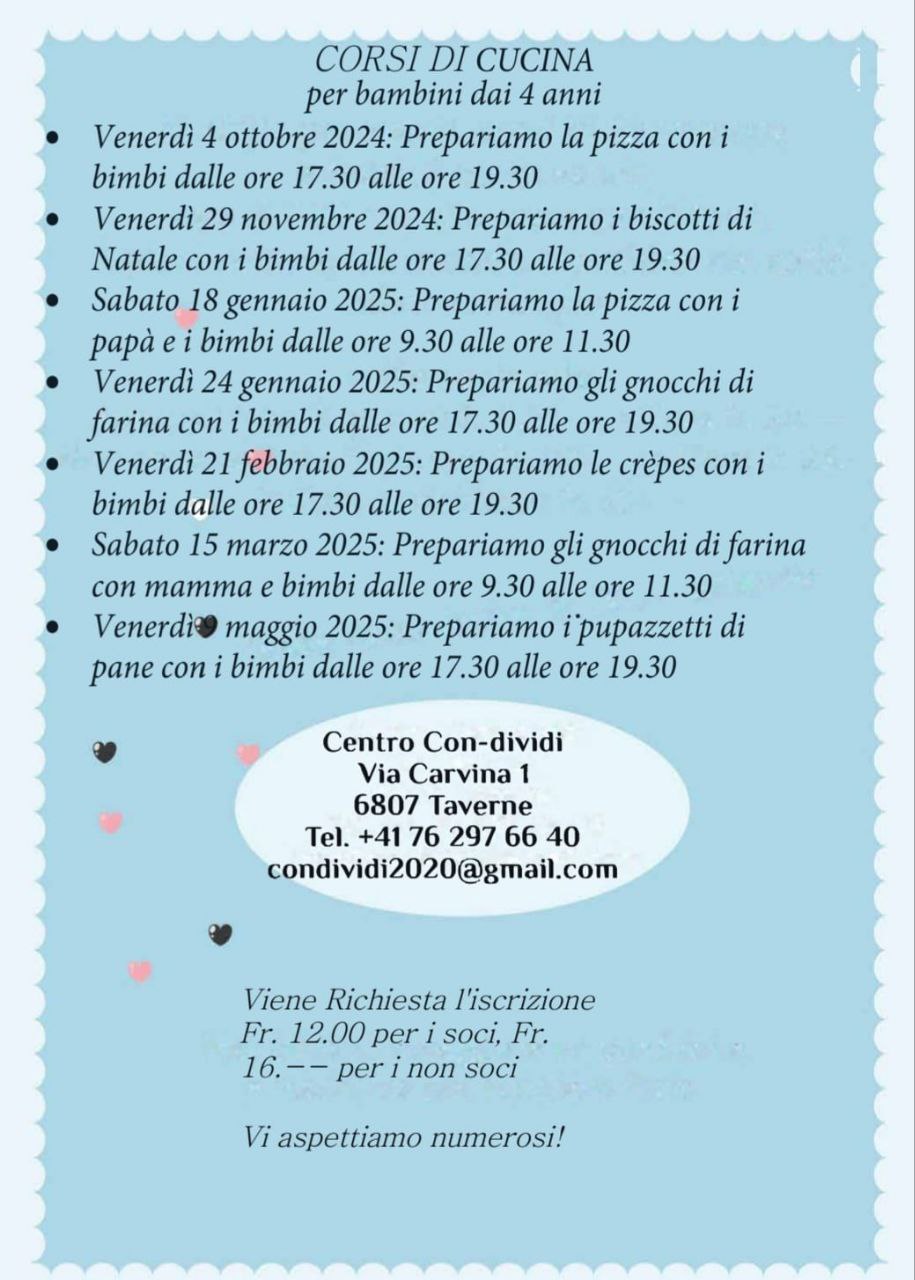 CORSI DI CUCINA
per bambini dai 4 anni
• Venerdì 4 ottobre 2024: Prepariamo la pizza con i
bimbi dalle ore 17.30 alle ore 19.30
• Venerdì 29 novembre 2024: Prepariamo i biscotti di
Natale con i bimbi dalle ore 17.30 alle ore 19.30
• Sabato 18 gennaio 2025: Prepariamo la pizza con i
papà e i bimbi dalle ore 9.30 alle ore 11.30
• Venerdì 24 gennaio 2025: Prepariamo gli gnocchi di
farina con i bimbi dalle ore 17.30 alle ore 19.30
• Venerdì 21 febbraio 2025: Prepariamo le crèpes con i
bimbi dalle ore 17.30 alle ore 19.30
• Sabato 15 marzo 2025: Prepariamo gli gnocchi di farina
con mamma e bimbi dalle ore 9.30 alle ore 11.30
• Venerdì 9 maggio 2025: Prepariamo i pupazzetti di
pane con i bimbi dalle ore 17.30 alle ore 19.30
Centro Con-dividi
Via Carvina 1
6807 Taverne
Tel. +41 76 297 66 40
condividi2020@gmail.com
Viene Richiesta l'iscrizione
Fr. 12.00 per i soci, Fr.
16.-- per i non soci
Vi aspettiamo numerosi!